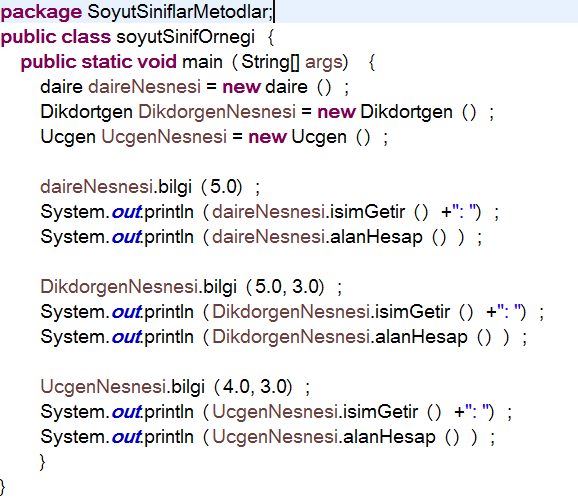 package SoyutSiniflarMetodlar;
public class soyutSinifOrnegi {
public static void main (String[] args) {
daire daireNesnesi = new daire () ;
Dikdortgen DikdorgenNesnesi = new Dikdortgen () ;
Ucgen UcgenNesnesi = new Ucgen () ;
daireNesnesi.bilgi (5.0) ;
System.out.println (daireNesnesi.isimGetir () +": ") ;
System.out.println (daireNesnesi.alanHesap () ) ;
DikdorgenNesnesi.bilgi (5.0, 3.0) ;
System.out.println (DikdorgenNesnesi.isimGetir () +": ") ;
System.out.println (DikdorgenNesnesi.alanHesap () ) ;
UcgenNesnesi.bilgi (4.0, 3.0) ;
System.out.println (UcgenNesnesi.isimGetir () +": ") ;
System.out.println (UcgenNesnesi.alanHesap () ) ;
}
}